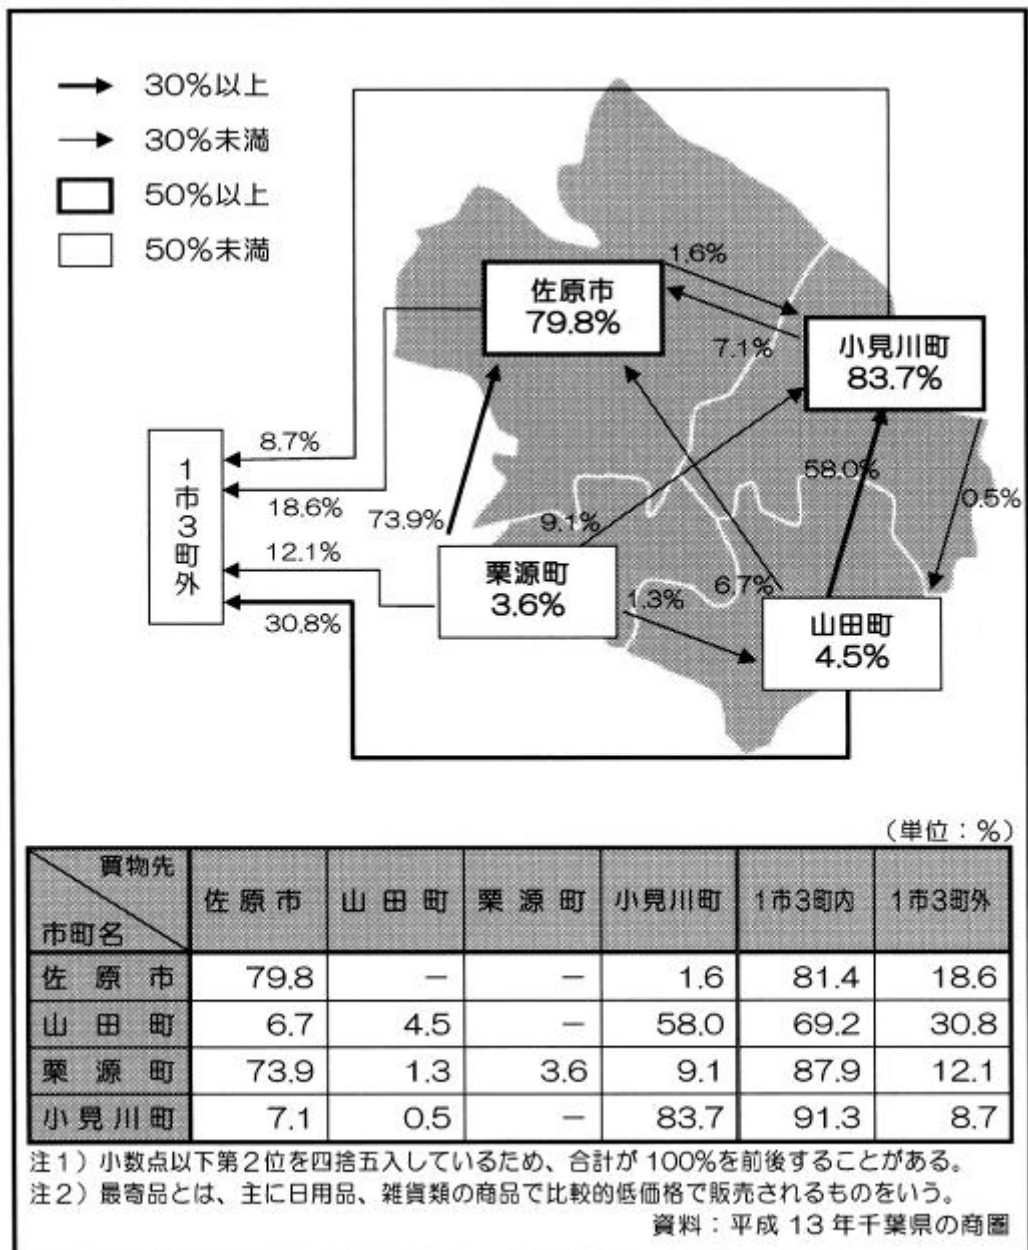 30%以上
30%未満
50%以上
50%未満
1.6%
佐原市
79.8%
7.1%
小見川町
83.7%
1市3町外
8.7%
18.6%
73.9%
9.1%
58.0%
0.5%
12.1%
30.8%
栗源町
3.6%
1.3%
6.7%
山田町
4.5%
（単位：%）
買物先
市町名
佐原市 山田町 栗源町 小見川町 1市3町内 1市3町外
佐原市 79.8 － － 1.6 81.4 18.6
山田町 6.7 4.5 － 58.0 69.2 30.8
栗源町 73.9 1.3 3.6 9.1 87.9 12.1
小見川町 7.1 0.5 － 83.7 91.3 8.7
注1）小数点以下第2位を四捨五入しているため、合計が100%を前後することがある。
注2）最寄品とは、主に日用品、雑貨類の商品で比較的低価格で販売されるものをいう。
資料：平成13年千葉県の商圏